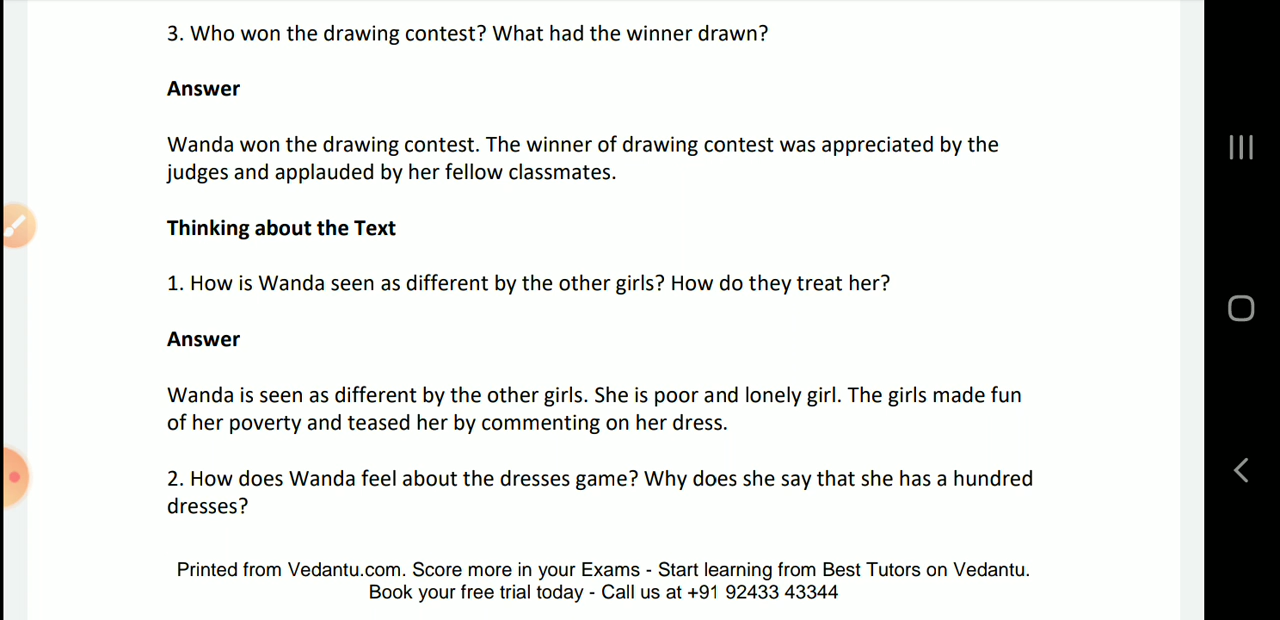 3. Who won the drawing contest? What had the winner drawn?
Answer
Wanda won the drawing contest. The winner of drawing contest was appreciated by the
judges and applauded by her fellow classmates.
Thinking about the Text
1. How is Wanda seen as different by the other girls? How do they treat her?
Answer
Wanda is seen as different by the other girls. She is poor and lonely girl. The girls made fun
of her poverty and teased her by commenting on her dress.
2. How does Wanda feel about the dresses game? Why does she say that she has a hundred
dresses?
Printed from Vedantu.com. Score more in your Exams - Start learning from Best Tutors on Vedantu.
Book your free trial today - Call us at +91 92433 43344